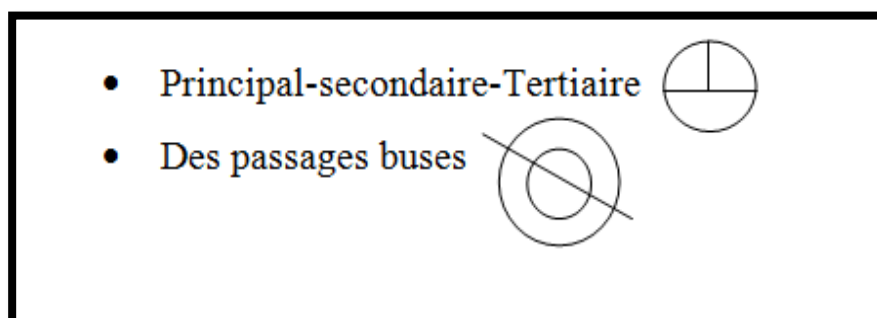 • Principal-secondaire-Tertiaire
• Des passages buses